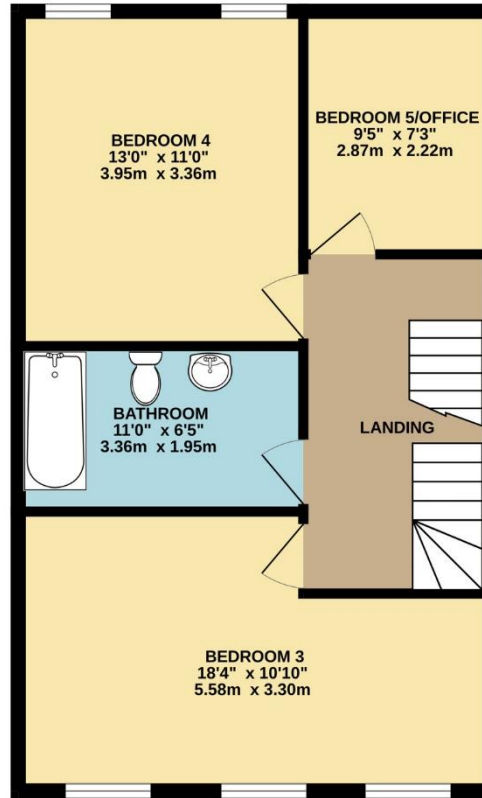 BEDROOM 4
13'0" x 11'0"
3.95m x 3.36m
BEDROOM 5/OFFICE
9'5" x 7'3"
2.87m x 2.22m
BATHROOM
11'0" x 6'5"
3.36m x 1.95m
LANDING
BEDROOM 3
18'4" x 10'10"
5.58m x 3.30m